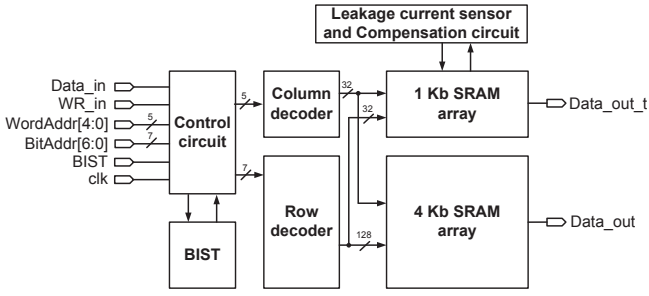 Leakage current sensor
and Compensation circuit
Data_in
WR_in
WordAddr[4:0]
BitAddr[6:0]
BIST
clk
5
7
Control
circuit
5
7
BIST
Column
decoder
Row
decoder
32
32
128
1 Kb SRAM
array
4 Kb SRAM
array
Data_out_t
Data_out